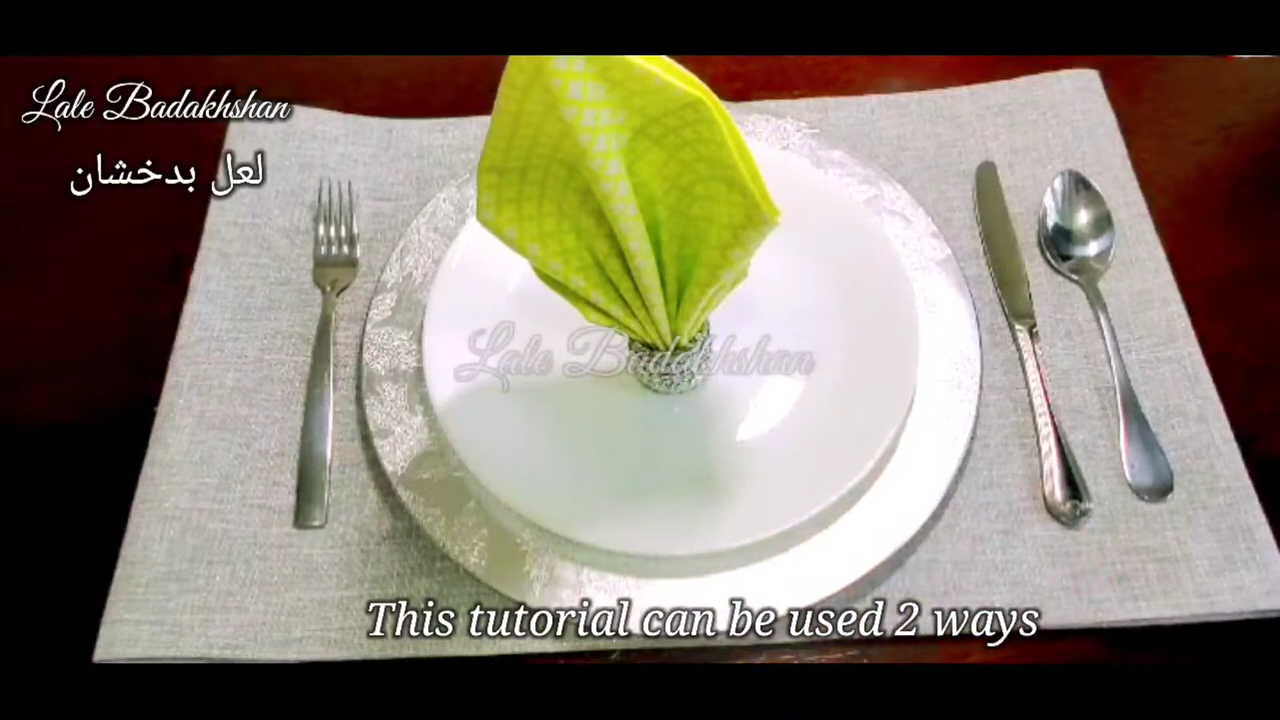 Lale Badakhshan
لعل بدخشان
Lale Badakhshan
This tutorial can be used 2 ways